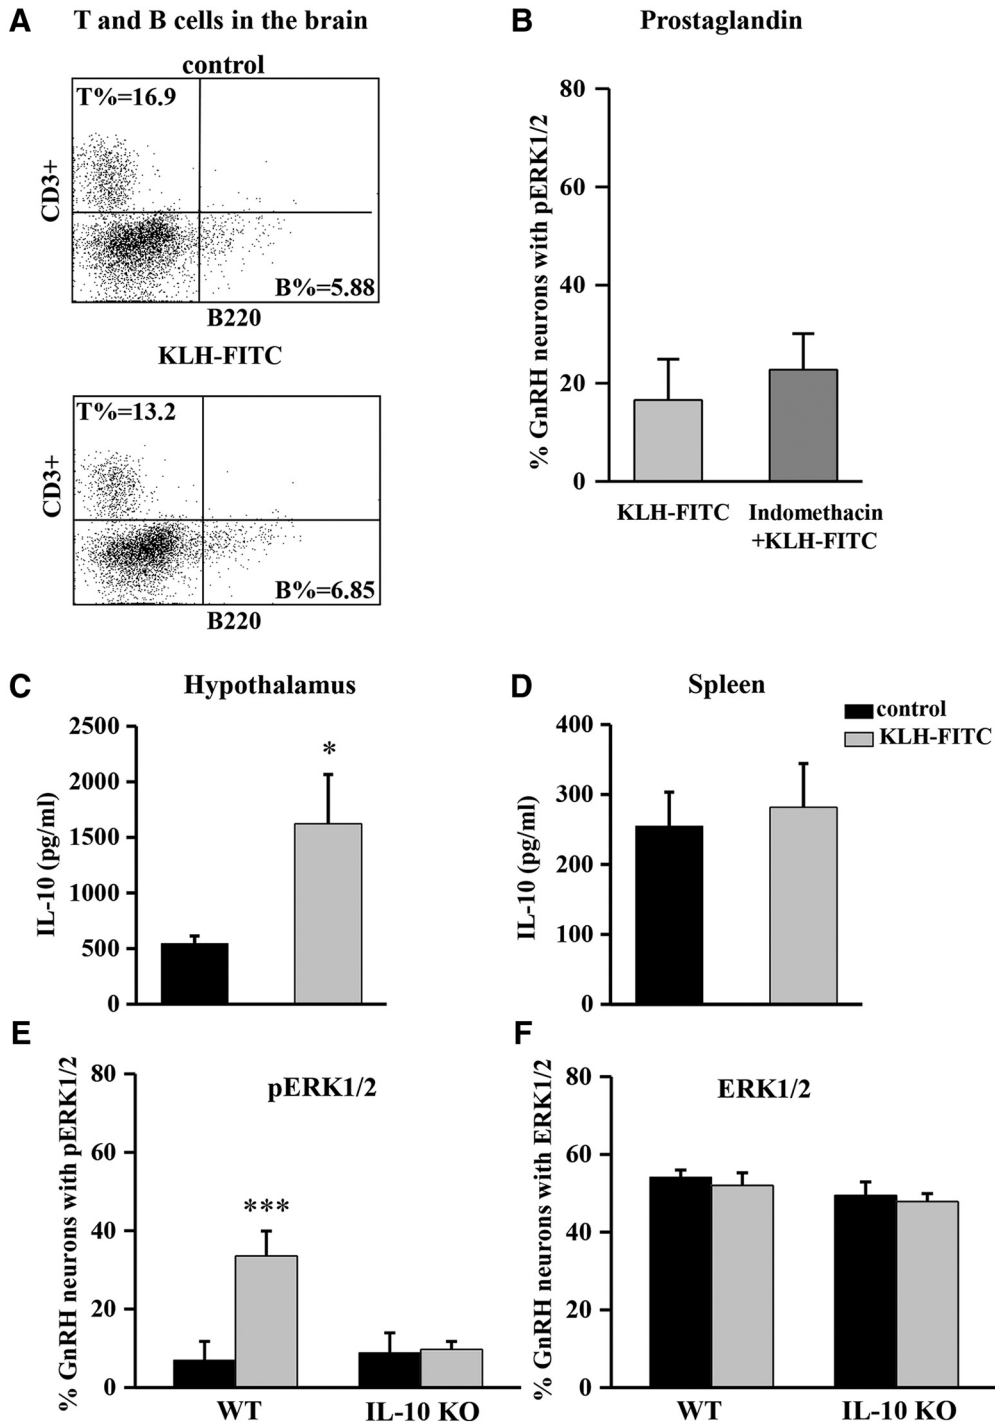 A
T and B cells in the brain
control
T%=16.9
CD3+
B%=5.88
B220
KLH-FITC
T%=13.2
CD3+
B%=6.85
B220
B
Prostaglandin
% GnRH neurons with pERK1/2
80
60
40
20
0
KLH-FITC
Indomethacin
+KLH-FITC
C
Hypothalamus
IL-10 (pg/ml)
2500
2000
1500
1000
500
0
*
D
Spleen
IL-10 (pg/ml)
400
300
200
100
0
control
KLH-FITC
E
pERK1/2
% GnRH neurons with pERK1/2
80
60
40
20
0
***
WT
IL-10 KO
F
ERK1/2
% GnRH neurons with ERK1/2
80
60
40
20
0
WT
IL-10 KO